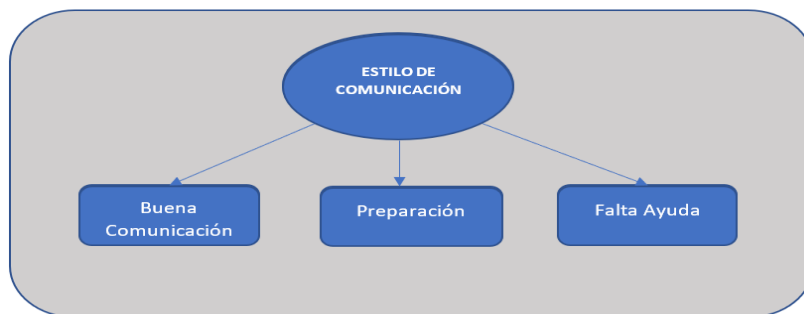 ESTILO DE
COMUNICACIÓN
Buena
Comunicación
Preparación
Falta Ayuda